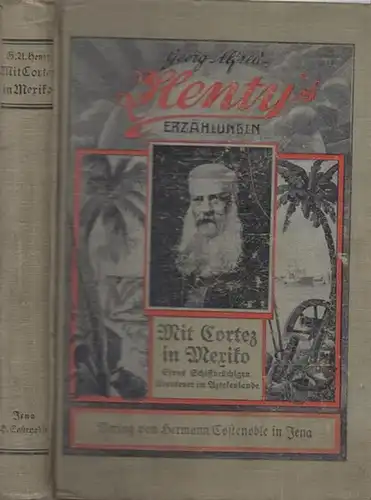 G. A. Henty
Mit Cortez
in Mexiko
Jena
H. Costenoble
Georg Alfred
Henty's
ERZÄHLUNGEN
Mit Cortez
in Mexiko
Eines Schiffbrüchigen
Abenteuer im Aztekenlande
Verlag von Hermann Costenoble in Jena